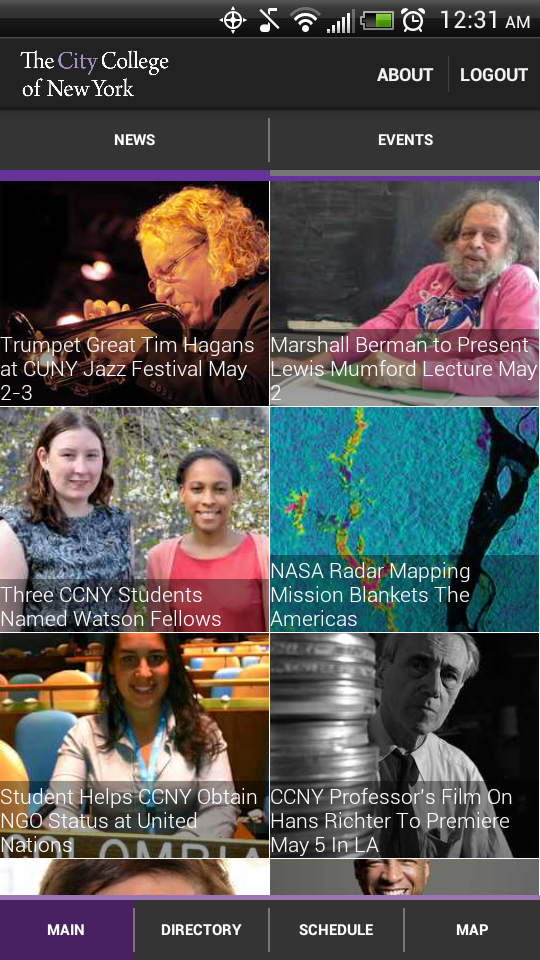 12:31 AM
The City College
of New York
ABOUT
LOGOUT
NEWS
EVENTS
Trumpet Great Tim Hagans
at CUNY Jazz Festival May
2-3
Marshall Berman to Present
Lewis Mumford Lecture May
2
Three CCNY Students
Named Watson Fellows
NASA Radar Mapping
Mission Blankets The
Americas
Student Helps CCNY Obtain
NGO Status at United
Nations
COLOMBIA
CCNY Professor's Film On
Hans Richter To Premiere
May 5 In LA
MAIN
DIRECTORY
SCHEDULE
MAP